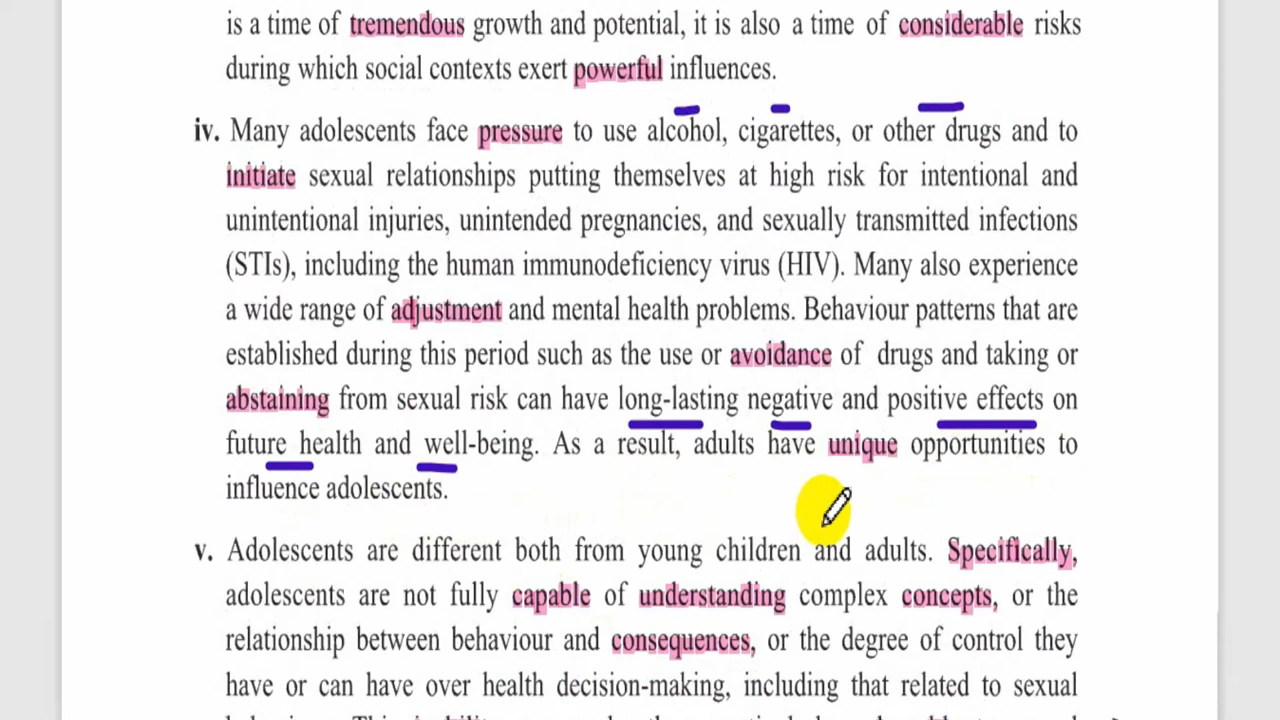 is a time of tremendous growth and potential, it is also a time of considerable risks
during which social contexts exert powerful influences.
iv. Many adolescents face pressure to use alcohol, cigarettes, or other drugs and to
initiate sexual relationships putting themselves at high risk for intentional and
unintentional injuries, unintended pregnancies, and sexually transmitted infections
(STIs), including the human immunodeficiency virus (HIV). Many also experience
a wide range of adjustment and mental health problems. Behaviour patterns that are
established during this period such as the use or avoidance of drugs and taking or
abstaining from sexual risk can have long-lasting negative and positive effects on
future health and well-being. As a result, adults have unique opportunities to
influence adolescents.
v. Adolescents are different both from young children and adults. Specifically,
adolescents are not fully capable of understanding complex concepts, or the
relationship between behaviour and consequences, or the degree of control they
have or can have over health decision-making, including that related to sexual